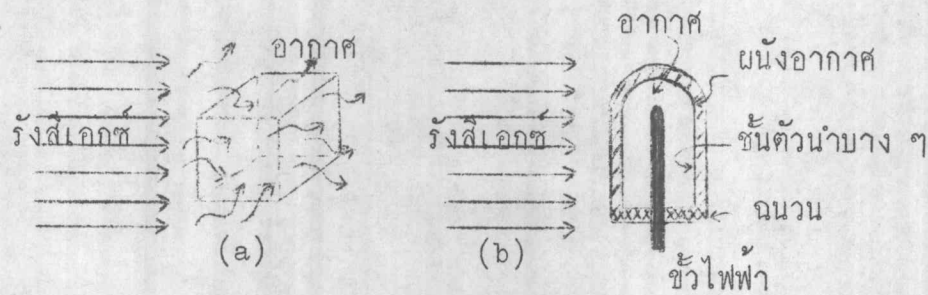 อากาศ
รังสีเอกซ์
(a)
อากาศ
ผนังอากาศ
รังสีเอกซ์
ชั้นตัวนำบาง ๆ
ฉนวน
(b)
ขั้วไฟฟ้า